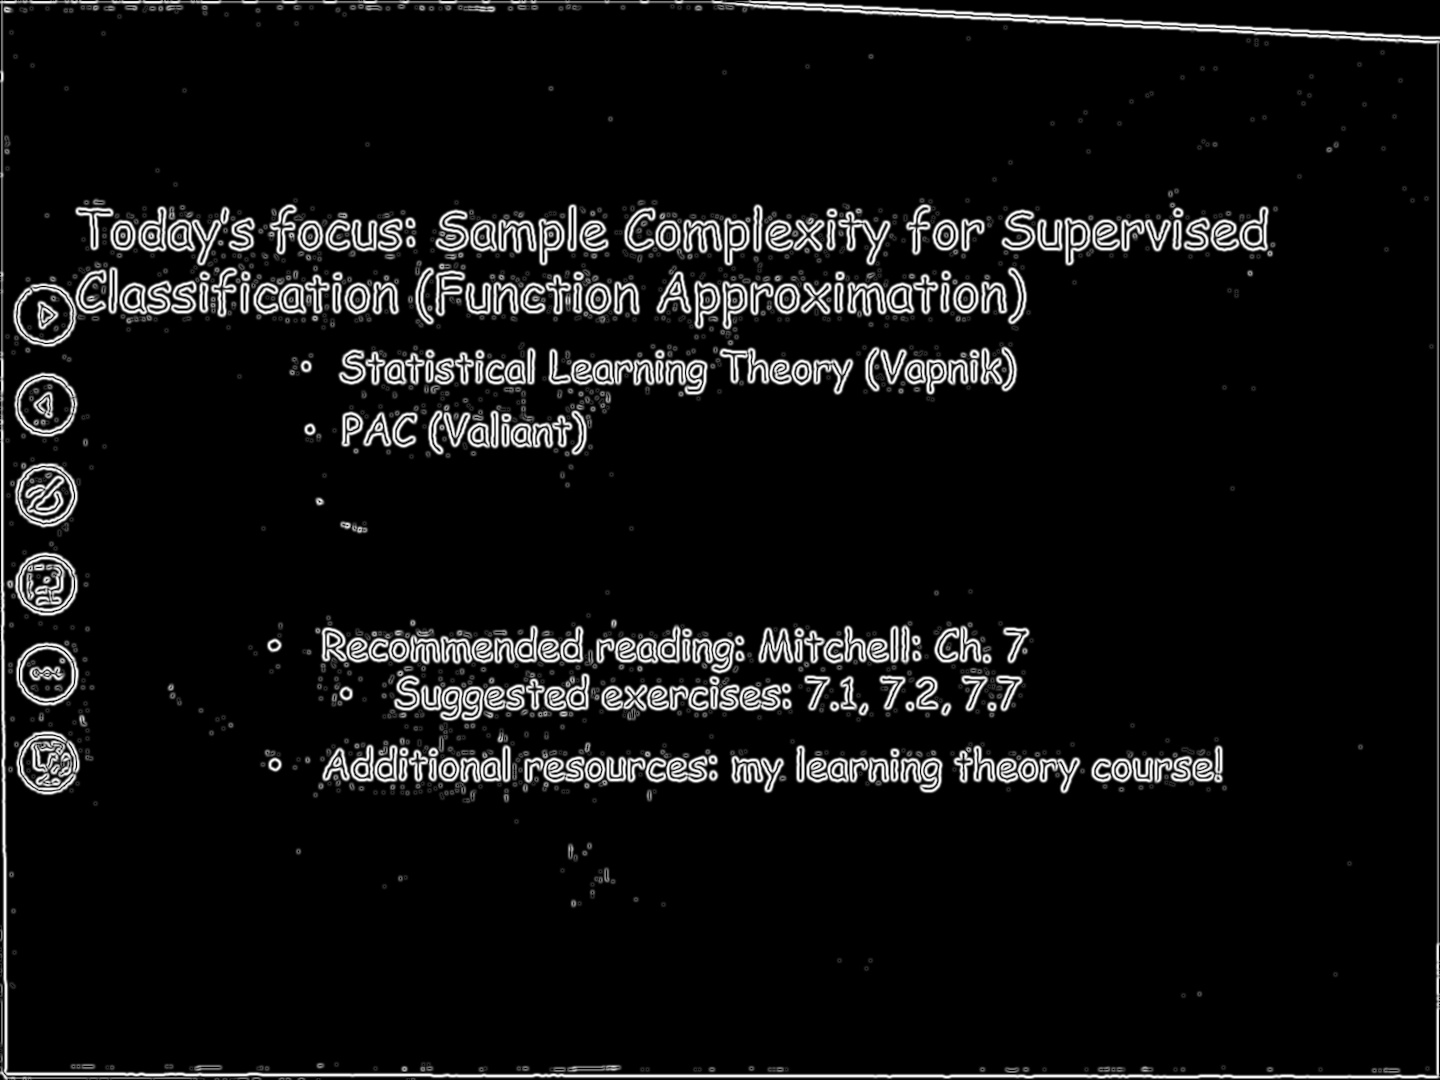 Today's focus: Sample Complexity for Supervised
Classification (Function Approximation)
• Statistical Learning Theory (Vapnik)
• PAC (Valiant)
• Recommended reading: Mitchell: Ch. 7
• Suggested exercises: 7.1, 7.2, 7.7
• Additional resources: my learning theory course!